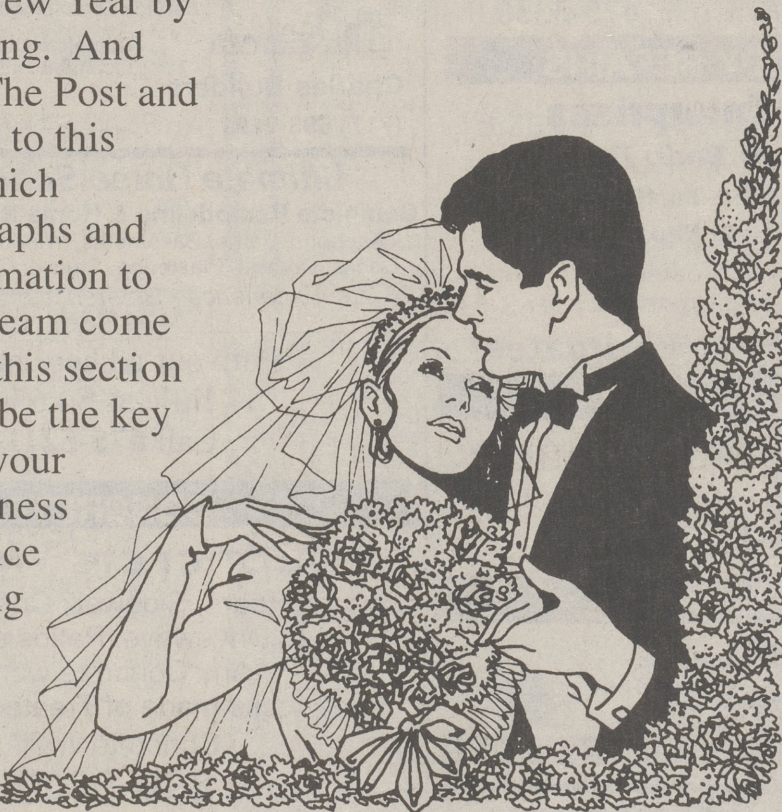 ew Year by
ng. And
The Post and
to this
hich
aphs and
mation to
ream come
this section
be the key
your
ness
ce
g